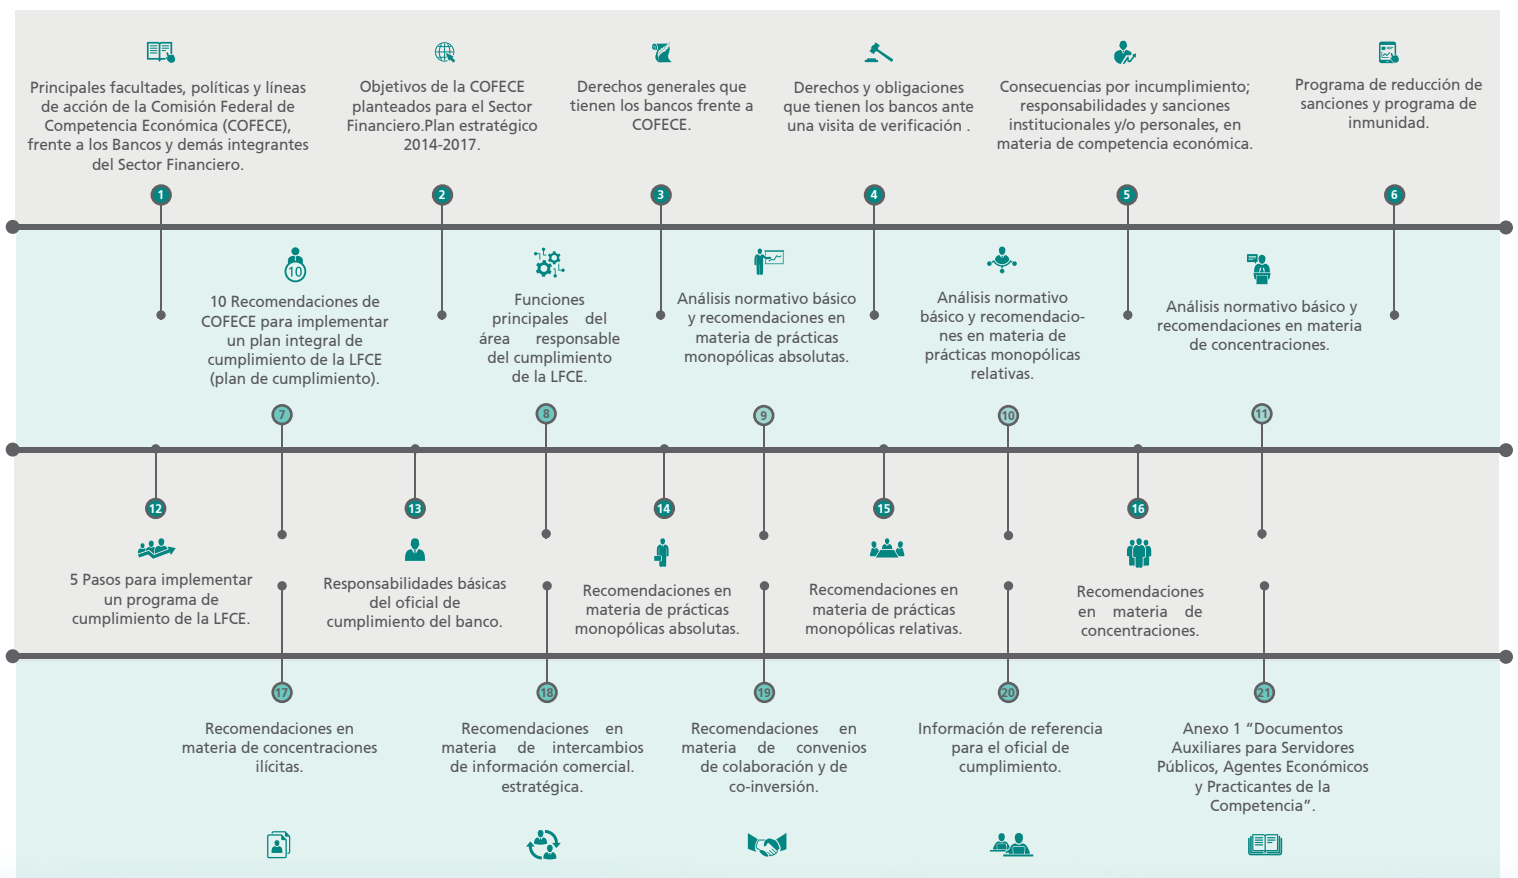 Principales facultades, políticas y líneas
de acción de la Comisión Federal de
Competencia Económica (COFECE),
frente a los Bancos y demás integrantes
del Sector Financiero.
1
Objetivos de la COFECE
planteados para el Sector
Financiero.Plan estratégico
2014-2017.
2
Derechos generales que
tienen los bancos frente a
COFECE.
3
Derechos y obligaciones
que tienen los bancos ante
una visita de verificación .
4
Consecuencias por incumplimiento;
responsabilidades y sanciones
institucionales y/o personales, en
materia de competencia económica.
5
Programa de reducción de
sanciones y programa de
inmunidad.
6
10
10 Recomendaciones de
COFECE para implementar
un plan integral de
cumplimiento de la LFCE
(plan de cumplimiento).
7
Funciones
principales del
área responsable
del cumplimiento
de la LFCE.
8
Análisis normativo básico
y recomendaciones en
materia de prácticas
monopólicas absolutas.
9
Análisis normativo
básico y recomendacio-
nes en materia de
prácticas monopólicas
relativas.
10
Análisis normativo básico y
recomendaciones en materia
de concentraciones.
11
12
5 Pasos para implementar
un programa de
cumplimiento de la LFCE.
13
Responsabilidades básicas
del oficial de
cumplimiento del banco.
14
Recomendaciones en
materia de prácticas
monopólicas absolutas.
15
Recomendaciones en
materia de prácticas
monopólicas relativas.
16
Recomendaciones
en materia de
concentraciones.
17
Recomendaciones en
materia de concentraciones
ilícitas.
18
Recomendaciones en
materia de intercambios
de información comercial.
estratégica.
19
Recomendaciones en
materia de convenios
de colaboración y de
co-inversión.
20
Información de referencia
para el oficial de
cumplimiento.
21
Anexo 1 “Documentos
Auxiliares para Servidores
Públicos, Agentes Económicos
y Practicantes de la
Competencia”.